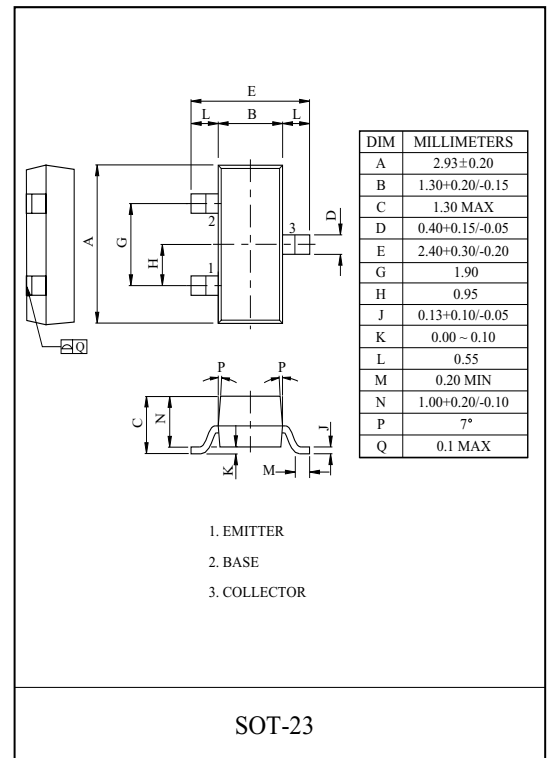 E
L B L
A
G
H
2
1
3
D
Q
P P
C
N
K
M
J
DIM MILLIMETERS
A 2.93±0.20
B 1.30+0.20/-0.15
C 1.30 MAX
D 0.40+0.15/-0.05
E 2.40+0.30/-0.20
G 1.90
H 0.95
J 0.13+0.10/-0.05
K 0.00 ~ 0.10
L 0.55
M 0.20 MIN
N 1.00+0.20/-0.10
P 7°
Q 0.1 MAX
1. EMITTER
2. BASE
3. COLLECTOR
SOT-23